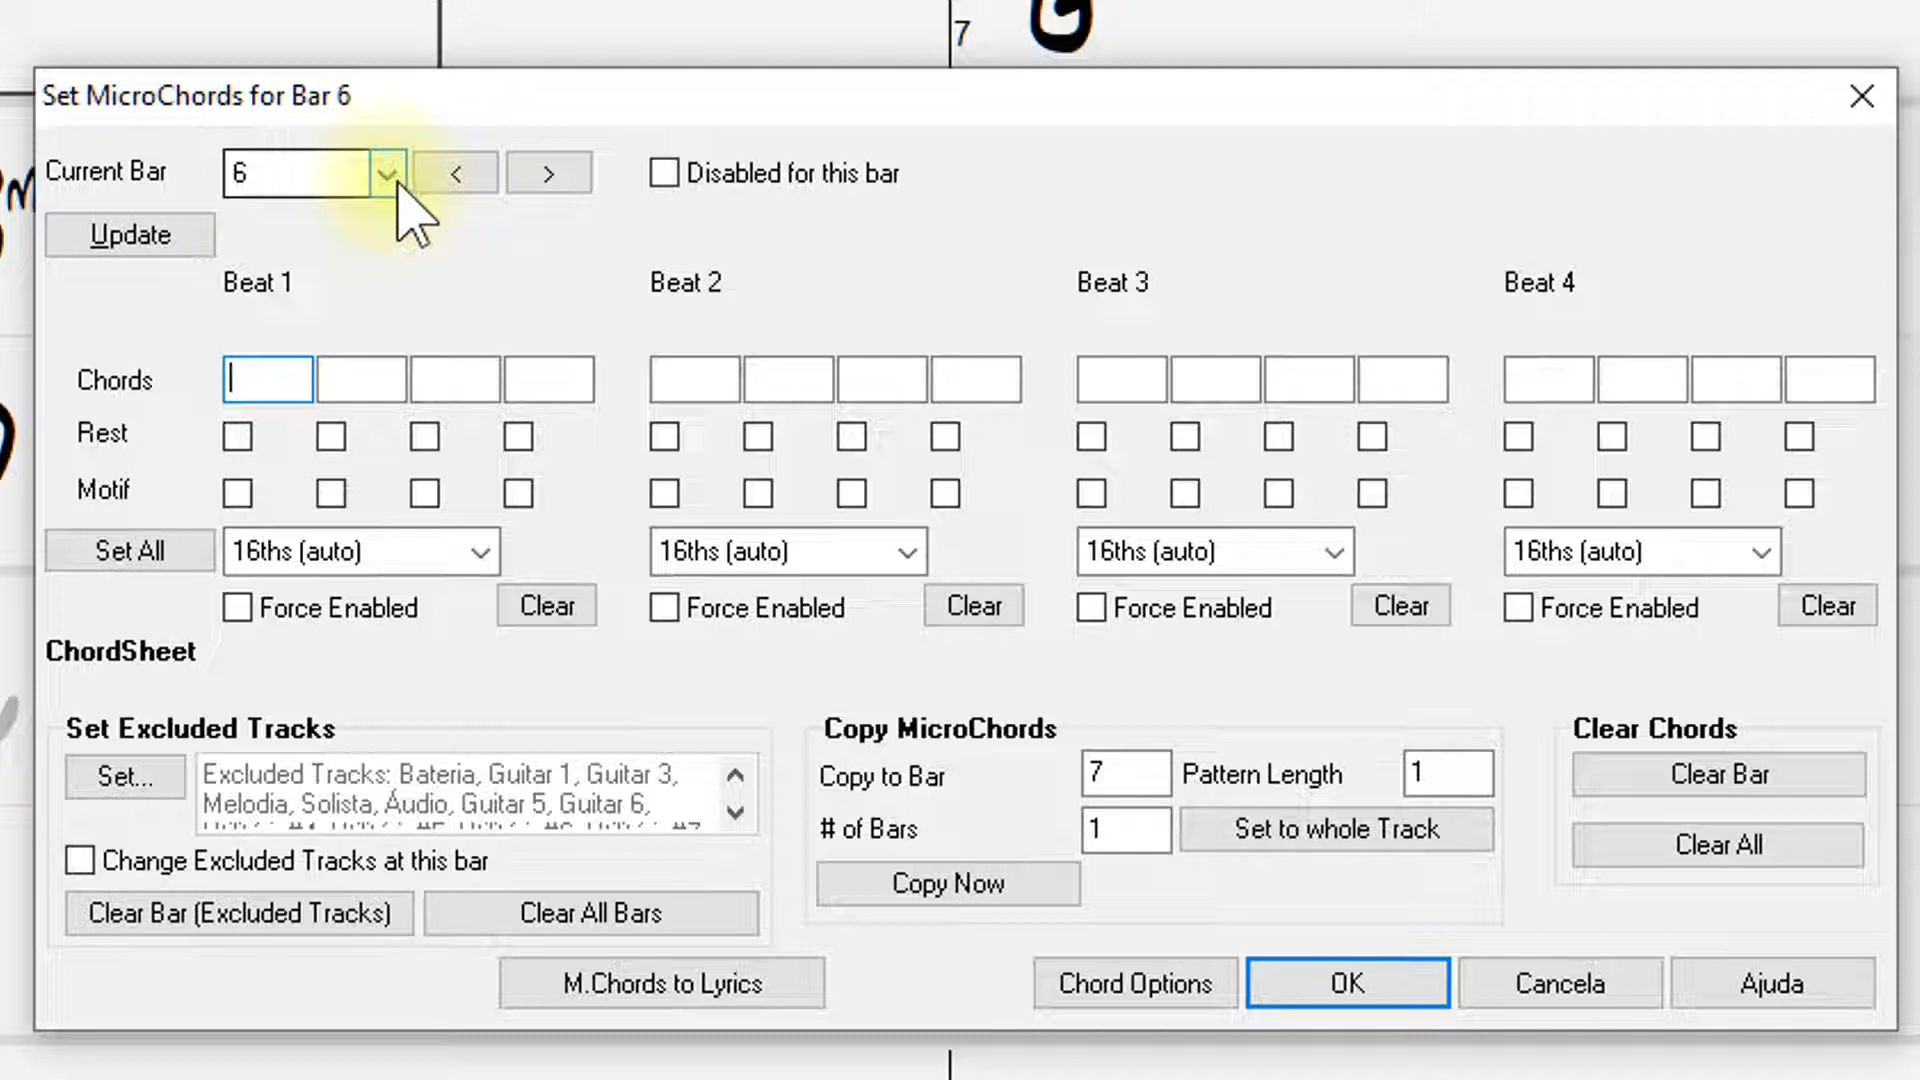 7 G
Set MicroChords for Bar 6
Current Bar 6 < > Disabled for this bar
Update
Beat 1 Beat 2 Beat 3 Beat 4
Chords
Rest
Motif
Set All 16ths (auto) 16ths (auto) 16ths (auto) 16ths (auto)
Force Enabled Clear Force Enabled Clear Force Enabled Clear Force Enabled Clear
ChordSheet
Set Excluded Tracks Copy MicroChords Clear Chords
Set... Excluded Tracks: Bateria, Guitar 1, Guitar 3, Copy to Bar 7 Pattern Length 1 Clear Bar
Melodia, Solista, Áudio, Guitar 5, Guitar 6,
# of Bars 1 Set to whole Track Clear All
Change Excluded Tracks at this bar
Copy Now
Clear Bar (Excluded Tracks) Clear All Bars
M.Chords to Lyrics Chord Options OK Cancela Ajuda